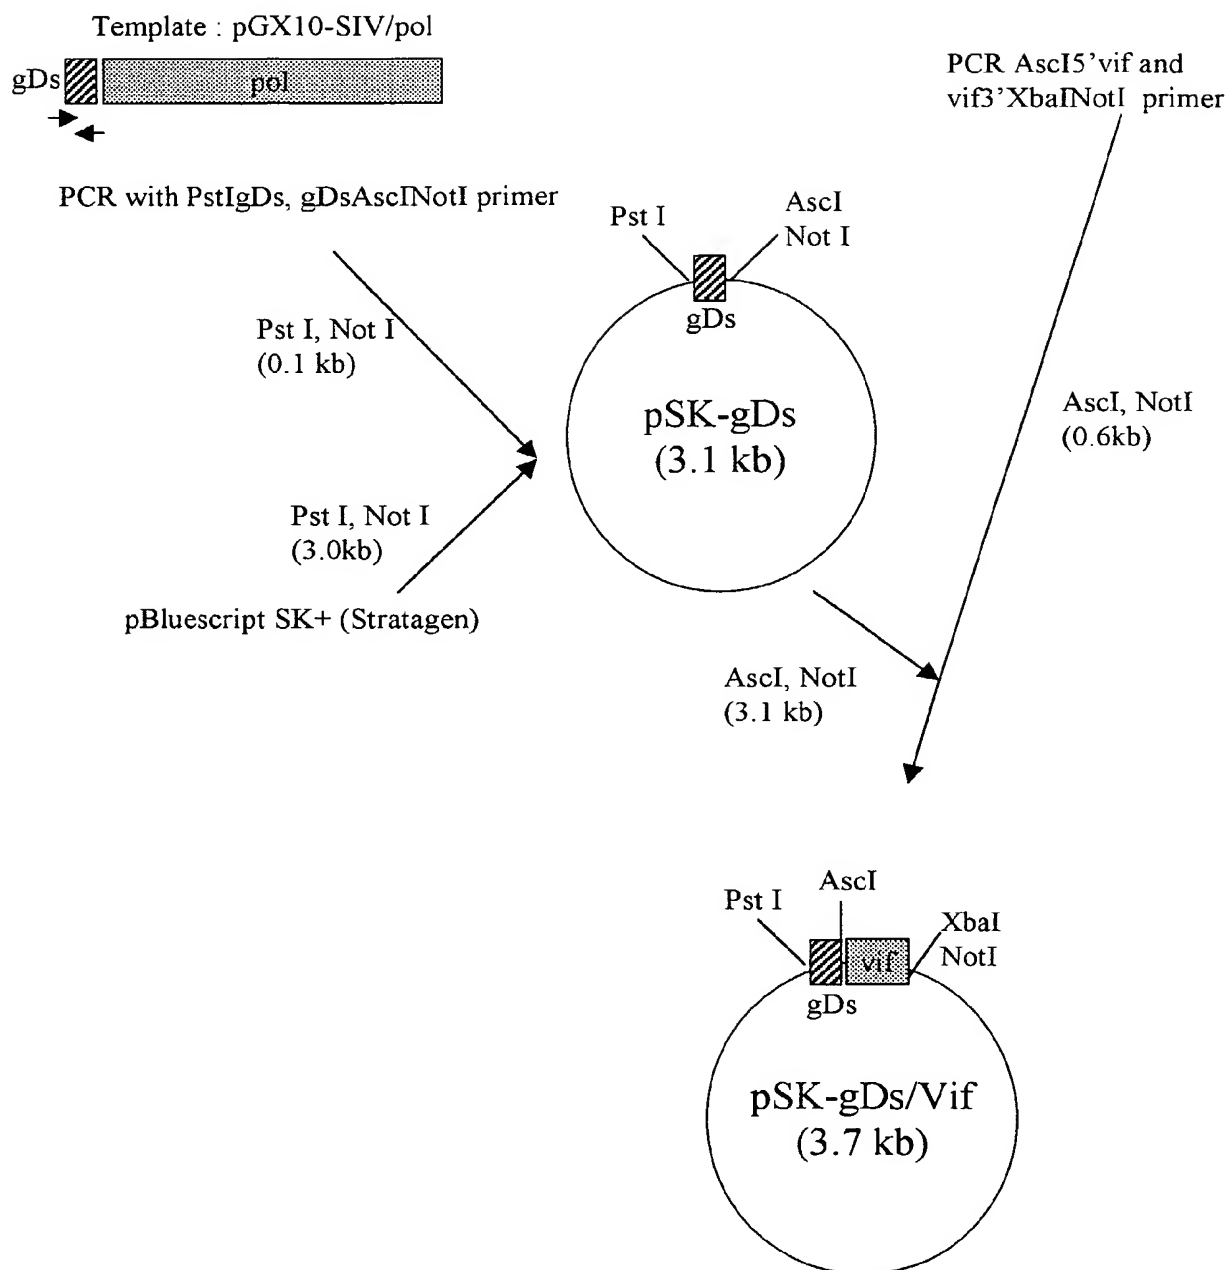 Template : pGX10-SIV/pol
gDs
pol
PCR with PstIgDs, gDsAscINotI primer
Pst I, Not I
(0.1 kb)
Pst I, Not I
(3.0kb)
pBluescript SK+ (Stratagen)
Pst I
AscI
Not I
gDs
pSK-gDs
(3.1 kb)
PCR AscI5'vif and
vif3'XbaINotI primer
AscI, NotI
(0.6kb)
AscI, NotI
(3.1 kb)
Pst I
AscI
XbaI
NotI
vif
gDs
pSK-gDs/Vif
(3.7 kb)